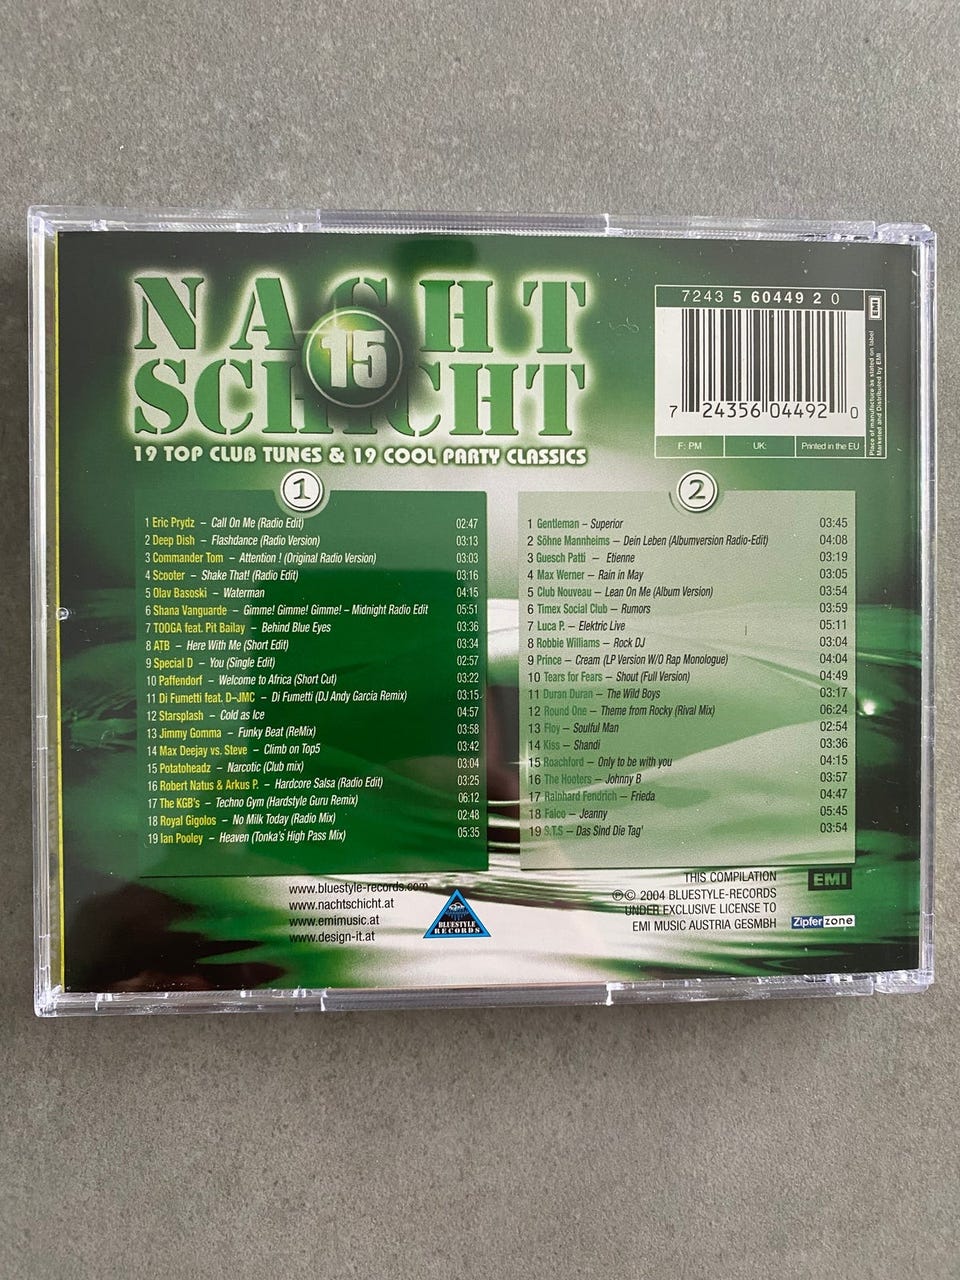 NACHT
15
SCHICHT
19 TOP CLUB TUNES & 19 COOL PARTY CLASSICS
7243 5 60449 2 0
7 24356 04492 0
EMI
Place of manufacture as stated on label
Marketed and Distributed by EMI
F: PM
UK:
Printed in the EU
1
1 Eric Prydz – Call On Me (Radio Edit) 02:47
2 Deep Dish – Flashdance (Radio Version) 03:13
3 Commander Tom – Attention ! (Original Radio Version) 03:03
4 Scooter – Shake That! (Radio Edit) 03:16
5 Olav Basoski – Waterman 04:15
6 Shana Vanguarde – Gimme! Gimme! Gimme! – Midnight Radio Edit 05:51
7 TOOGA feat. Pit Bailay – Behind Blue Eyes 03:36
8 ATB – Here With Me (Short Edit) 03:34
9 Special D – You (Single Edit) 02:57
10 Paffendorf – Welcome to Africa (Short Cut) 03:22
11 Di Fumetti feat. D–JMC – Di Fumetti (DJ Andy Garcia Remix) 03:15
12 Starsplash – Cold as Ice 04:57
13 Jimmy Gomma – Funky Beat (ReMix) 03:58
14 Max Deejay vs. Steve – Climb on Top5 03:42
15 Potatoheadz – Narcotic (Club mix) 03:04
16 Robert Natus & Arkus P. – Hardcore Salsa (Radio Edit) 03:25
17 The KGB's – Techno Gym (Hardstyle Guru Remix) 06:12
18 Royal Gigolos – No Milk Today (Radio Mix) 02:48
19 Ian Pooley – Heaven (Tonka's High Pass Mix) 05:35
2
1 Gentleman – Superior 03:45
2 Söhne Mannheims – Dein Leben (Albumversion Radio-Edit) 04:08
3 Guesch Patti – Etienne 03:19
4 Max Werner – Rain in May 03:05
5 Club Nouveau – Lean On Me (Album Version) 03:54
6 Timex Social Club – Rumors 03:59
7 Luca P. – Elektric Live 05:11
8 Robbie Williams – Rock DJ 03:04
9 Prince – Cream (LP Version W/O Rap Monologue) 04:04
10 Tears for Fears – Shout (Full Version) 04:49
11 Duran Duran – The Wild Boys 03:17
12 Round One – Theme from Rocky (Rival Mix) 06:24
13 Floy – Soulful Man 02:54
14 Kiss – Shandi 03:36
15 Roachford – Only to be with you 04:15
16 The Hooters – Johnny B 03:57
17 Rainhard Fendrich – Frieda 04:47
18 Falco – Jeanny 05:45
19 S.T.S – Das Sind Die Tag' 03:54
www.bluestyle-records.com
www.nachtschicht.at
www.emimusic.at
www.design-it.at
BLUESTYLE
RECORDS
THIS COMPILATION
℗© 2004 BLUESTYLE-RECORDS
UNDER EXCLUSIVE LICENSE TO
EMI MUSIC AUSTRIA GESMBH
EMI
Zipfer zone